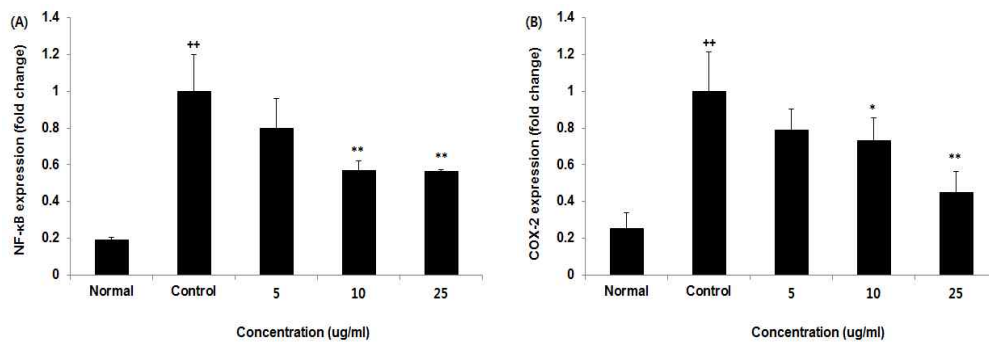 (A)
NF-κB expression (fold change)
1.4
1.2
1
0.8
0.6
0.4
0.2
0
++
**
**
Normal Control 5 10 25
Concentration (ug/ml)
(B)
COX-2 expression (fold change)
1.4
1.2
1
0.8
0.6
0.4
0.2
0
++
*
**
Normal Control 5 10 25
Concentration (ug/ml)